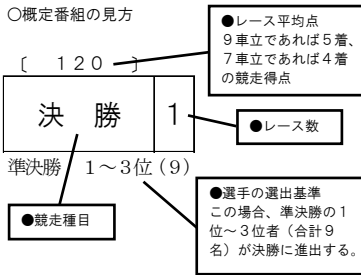 ○概定番組の見方
●レース平均点
９車立であれば５着、
７車立であれば４着
の競走得点
〔　１２０　〕
決　勝
1
●レース数
準決勝　１～３位（９）
●競走種目
●選手の選出基準
この場合、準決勝の１
位～３位者（合計９
名）が決勝に進出する。